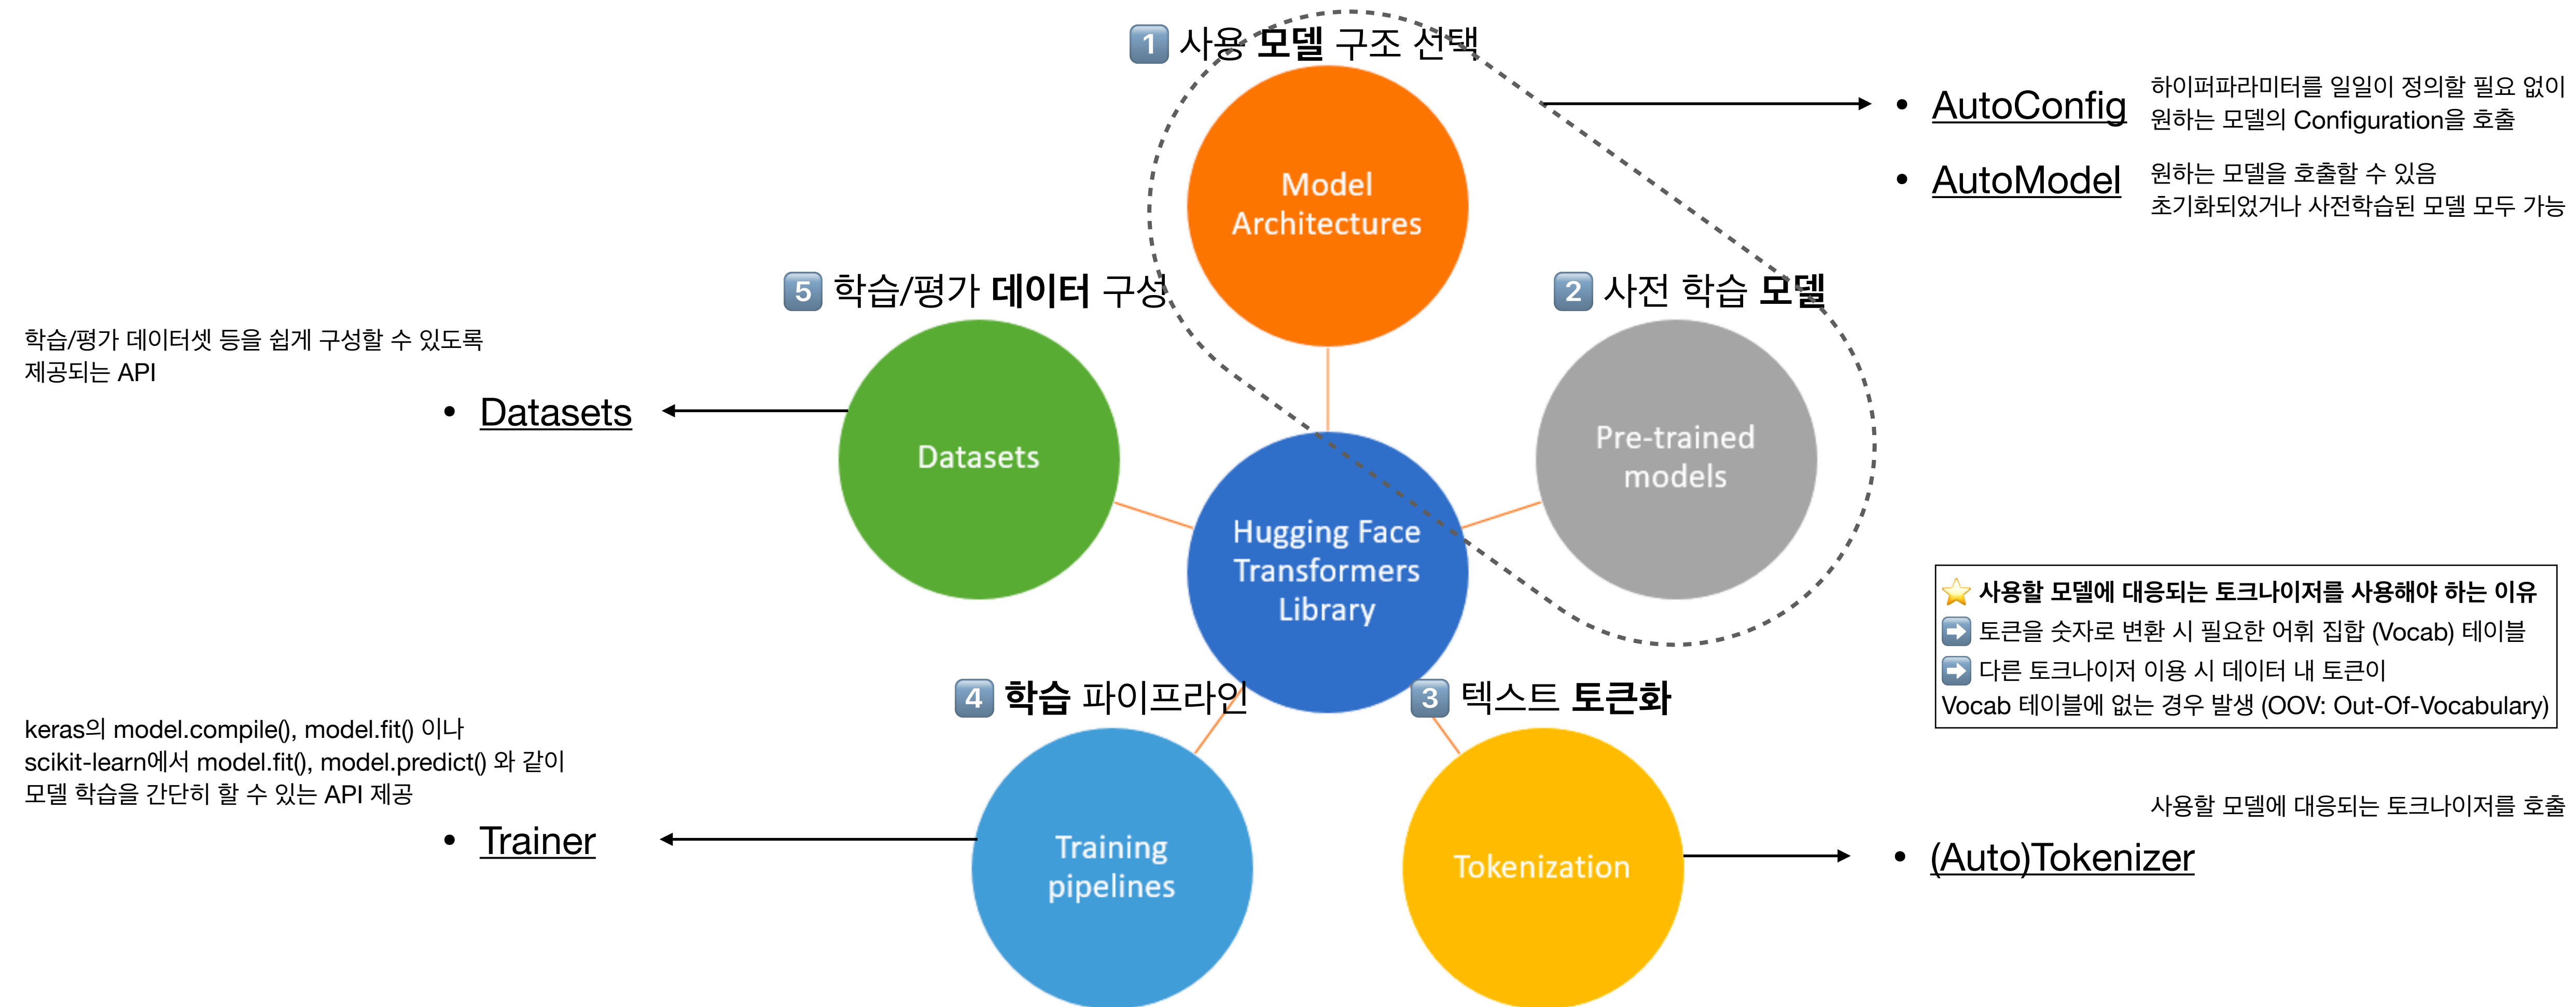 1 사용 모델 구조 선택
Model
Architectures
• AutoConfig
하이퍼파라미터를 일일이 정의할 필요 없이
원하는 모델의 Configuration을 호출
• AutoModel
원하는 모델을 호출할 수 있음
초기화되었거나 사전학습된 모델 모두 가능
5 학습/평가 데이터 구성
2 사전 학습 모델
학습/평가 데이터셋 등을 쉽게 구성할 수 있도록
제공되는 API
• Datasets
Datasets
Pre-trained
models
Hugging Face
Transformers
Library
⭐ 사용할 모델에 대응되는 토크나이저를 사용해야 하는 이유
➡ 토큰을 숫자로 변환 시 필요한 어휘 집합 (Vocab) 테이블
➡ 다른 토크나이저 이용 시 데이터 내 토큰이
Vocab 테이블에 없는 경우 발생 (OOV: Out-Of-Vocabulary)
4 학습 파이프라인
3 텍스트 토큰화
keras의 model.compile(), model.fit() 이나
scikit-learn에서 model.fit(), model.predict() 와 같이
모델 학습을 간단히 할 수 있는 API 제공
• Trainer
Training
pipelines
Tokenization
사용할 모델에 대응되는 토크나이저를 호출
• (Auto)Tokenizer